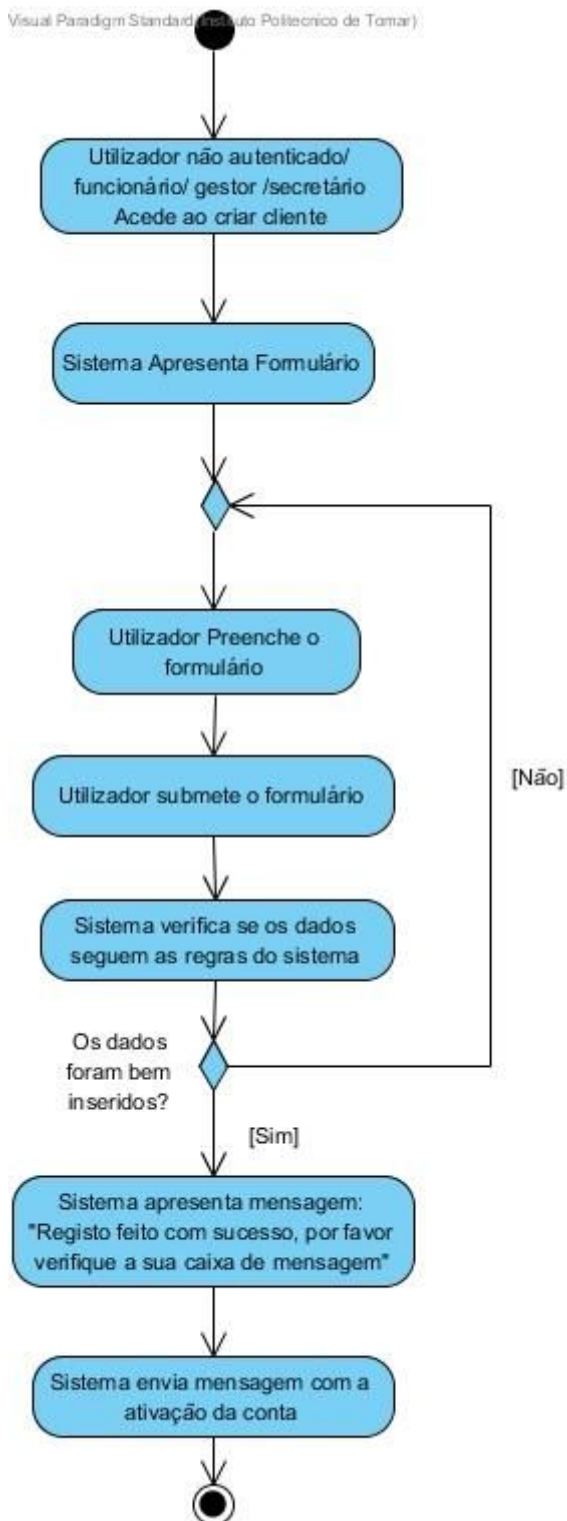 Visual Paradigm Standard(Instituto Politecnico de Tomar)
Utilizador não autenticado/
funcionário/ gestor /secretário
Acede ao criar cliente
Sistema Apresenta Formulário
Utilizador Preenche o
formulário
[Não]
Utilizador submete o formulário
Sistema verifica se os dados
seguem as regras do sistema
Os dados
foram bem
inseridos?
[Sim]
Sistema apresenta mensagem:
"Registo feito com sucesso, por favor
verifique a sua caixa de mensagem"
Sistema envia mensagem com a
ativação da conta